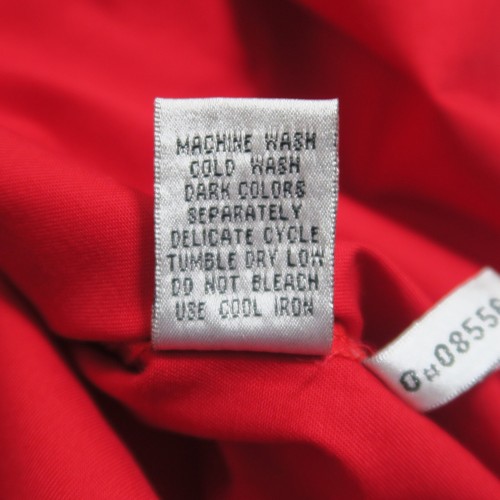 MACHINE WASH
COLD WASH
DARK COLORS
SEPARATELY
DELICATE CYCLE
TUMBLE DRY LOW
DO NOT BLEACH
USE COOL IRON